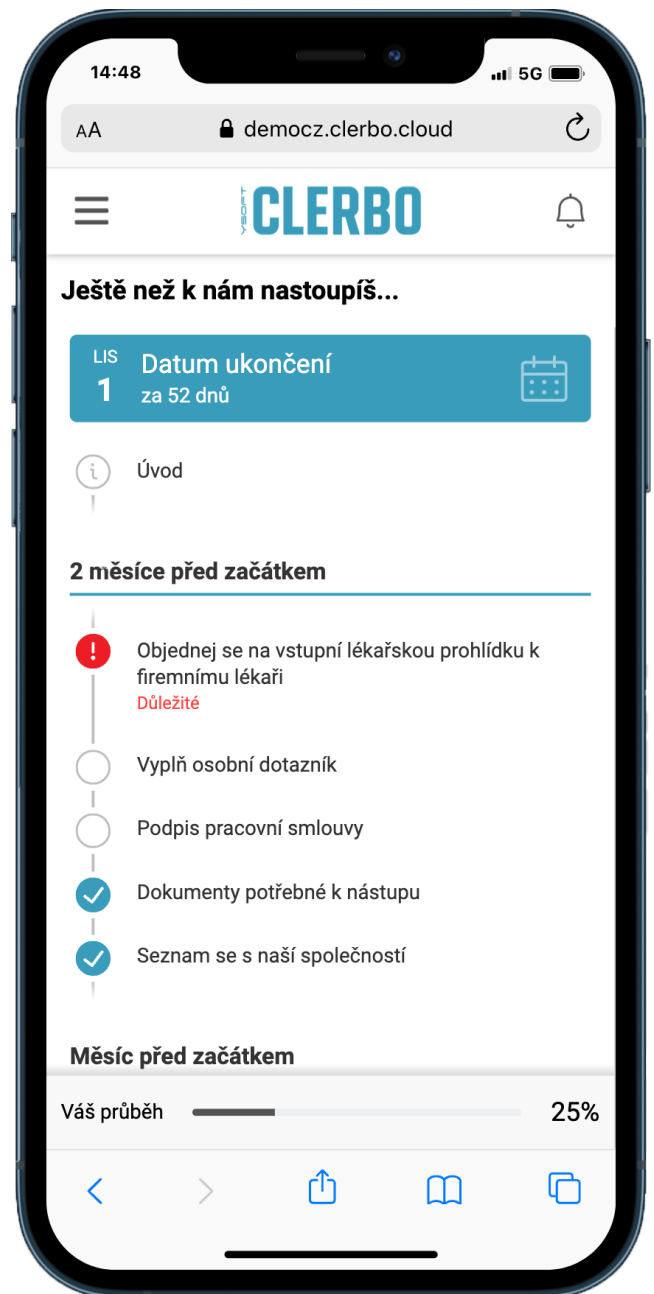 14:48
5G
AA
democz.clerbo.cloud
YSOFT
CLERBO
Ještě než k nám nastoupíš...
LIS
1
Datum ukončení
za 52 dnů
Úvod
2 měsíce před začátkem
Objednej se na vstupní lékařskou prohlídku k
firemnímu lékaři
Důležité
Vyplň osobní dotazník
Podpis pracovní smlouvy
Dokumenty potřebné k nástupu
Seznam se s naší společností
Měsíc před začátkem
Váš průběh
25%